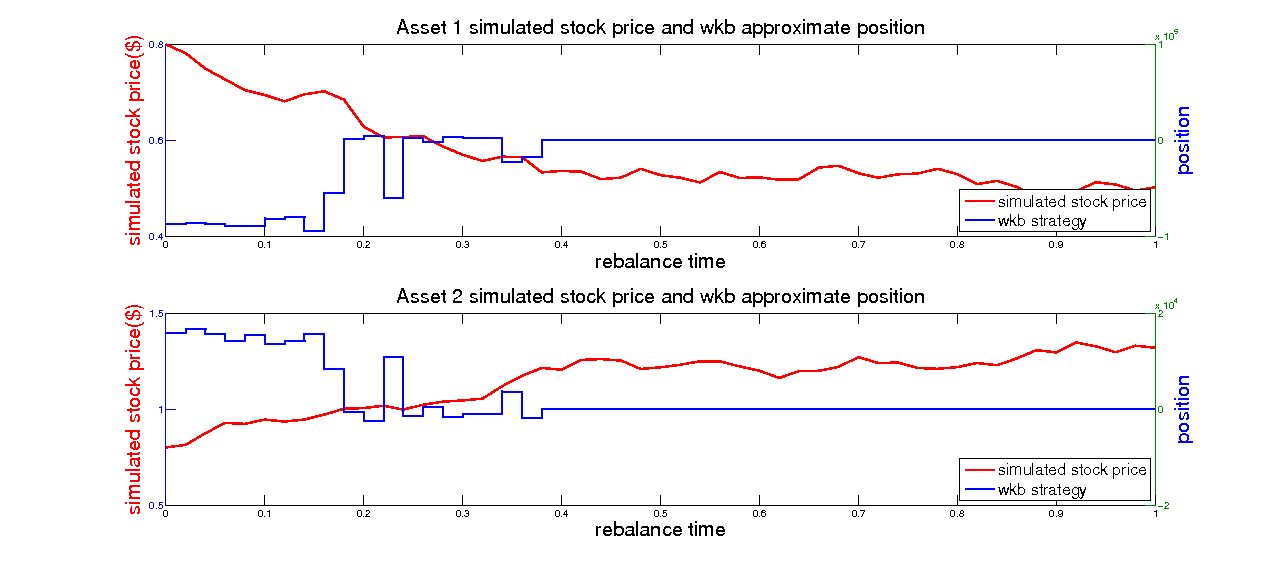 Asset 1 simulated stock price and wkb approximate position
x 10^5
simulated stock price($)
0.8
0.6
0.4
1
0
-1
position
simulated stock price
wkb strategy
0 0.1 0.2 0.3 0.4 0.5 0.6 0.7 0.8 0.9 1
rebalance time
Asset 2 simulated stock price and wkb approximate position
x 10^4
simulated stock price($)
1.5
1
0.5
2
0
-2
position
simulated stock price
wkb strategy
0 0.1 0.2 0.3 0.4 0.5 0.6 0.7 0.8 0.9 1
rebalance time